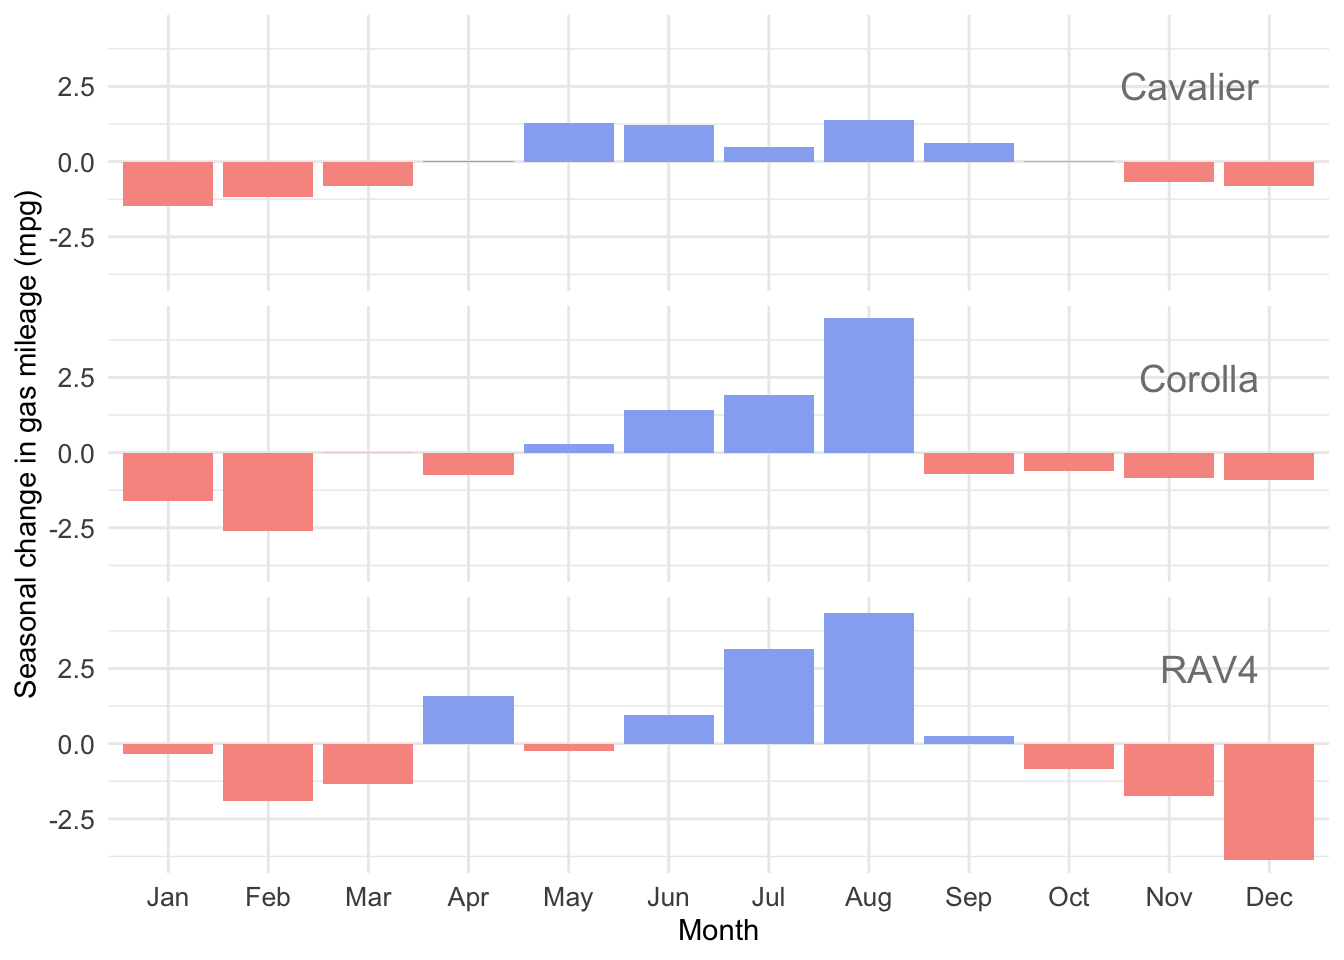 Cavalier
2.5
0.0
-2.5
Corolla
2.5
0.0
-2.5
RAV4
2.5
0.0
-2.5
Seasonal change in gas mileage (mpg)
Jan Feb Mar Apr May Jun Jul Aug Sep Oct Nov Dec
Month